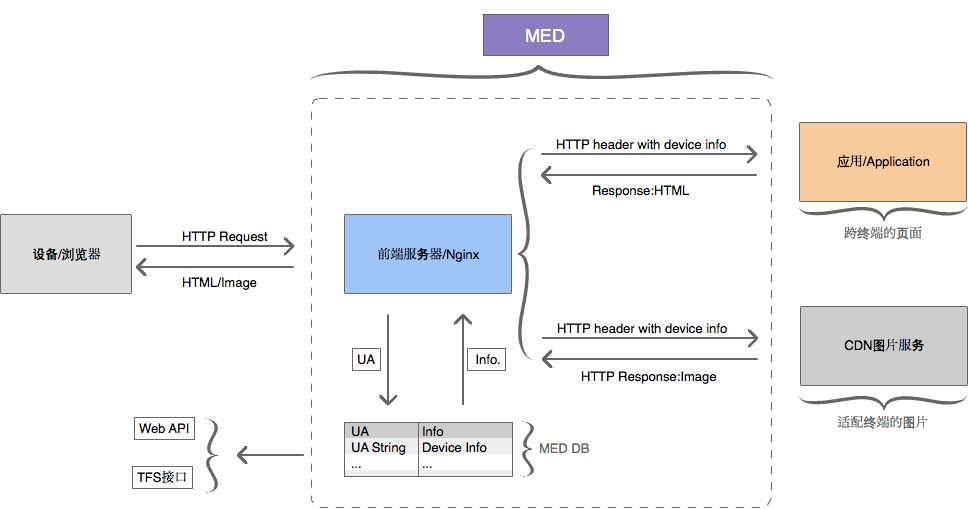 MED
HTTP header with device info
Response:HTML
应用/Application
跨终端的页面
设备/浏览器
HTTP Request
HTML/Image
前端服务器/Nginx
HTTP header with device info
HTTP Response:Image
CDN图片服务
适配终端的图片
UA
Info.
UA Info
UA String Device Info
... ...
MED DB
Web API
TFS接口